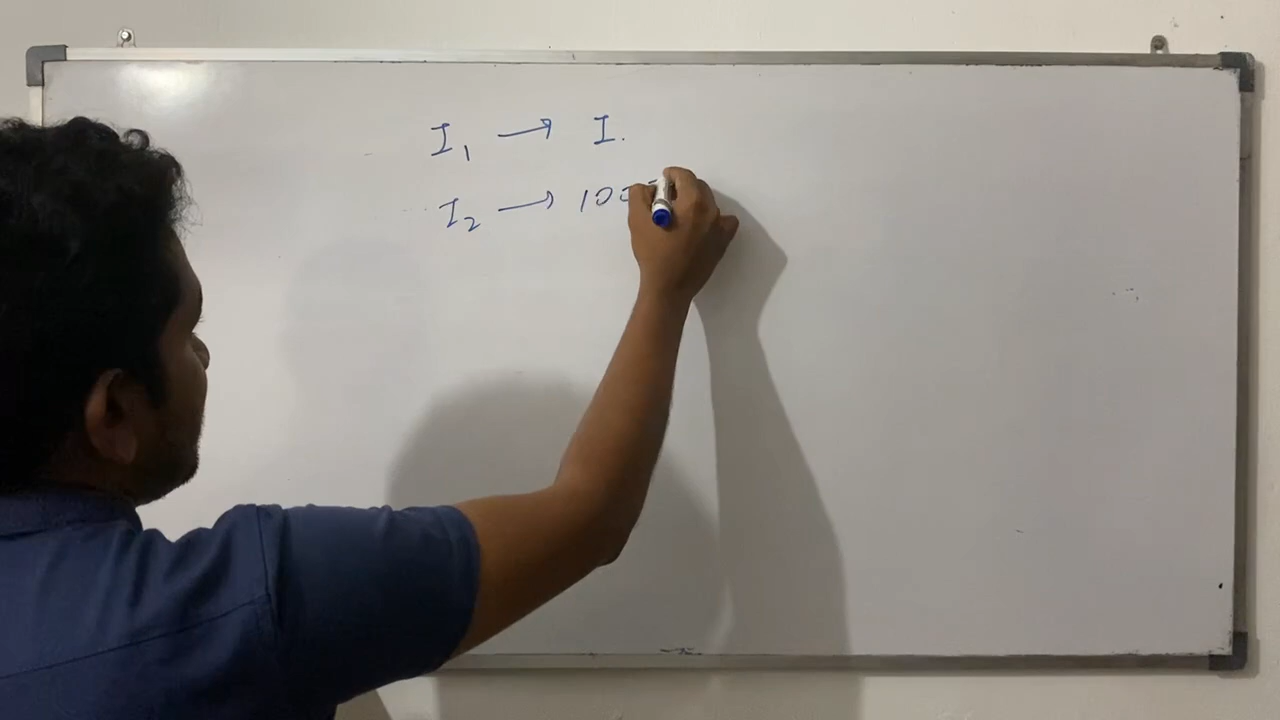 I₁ → I.
I₂ → 10